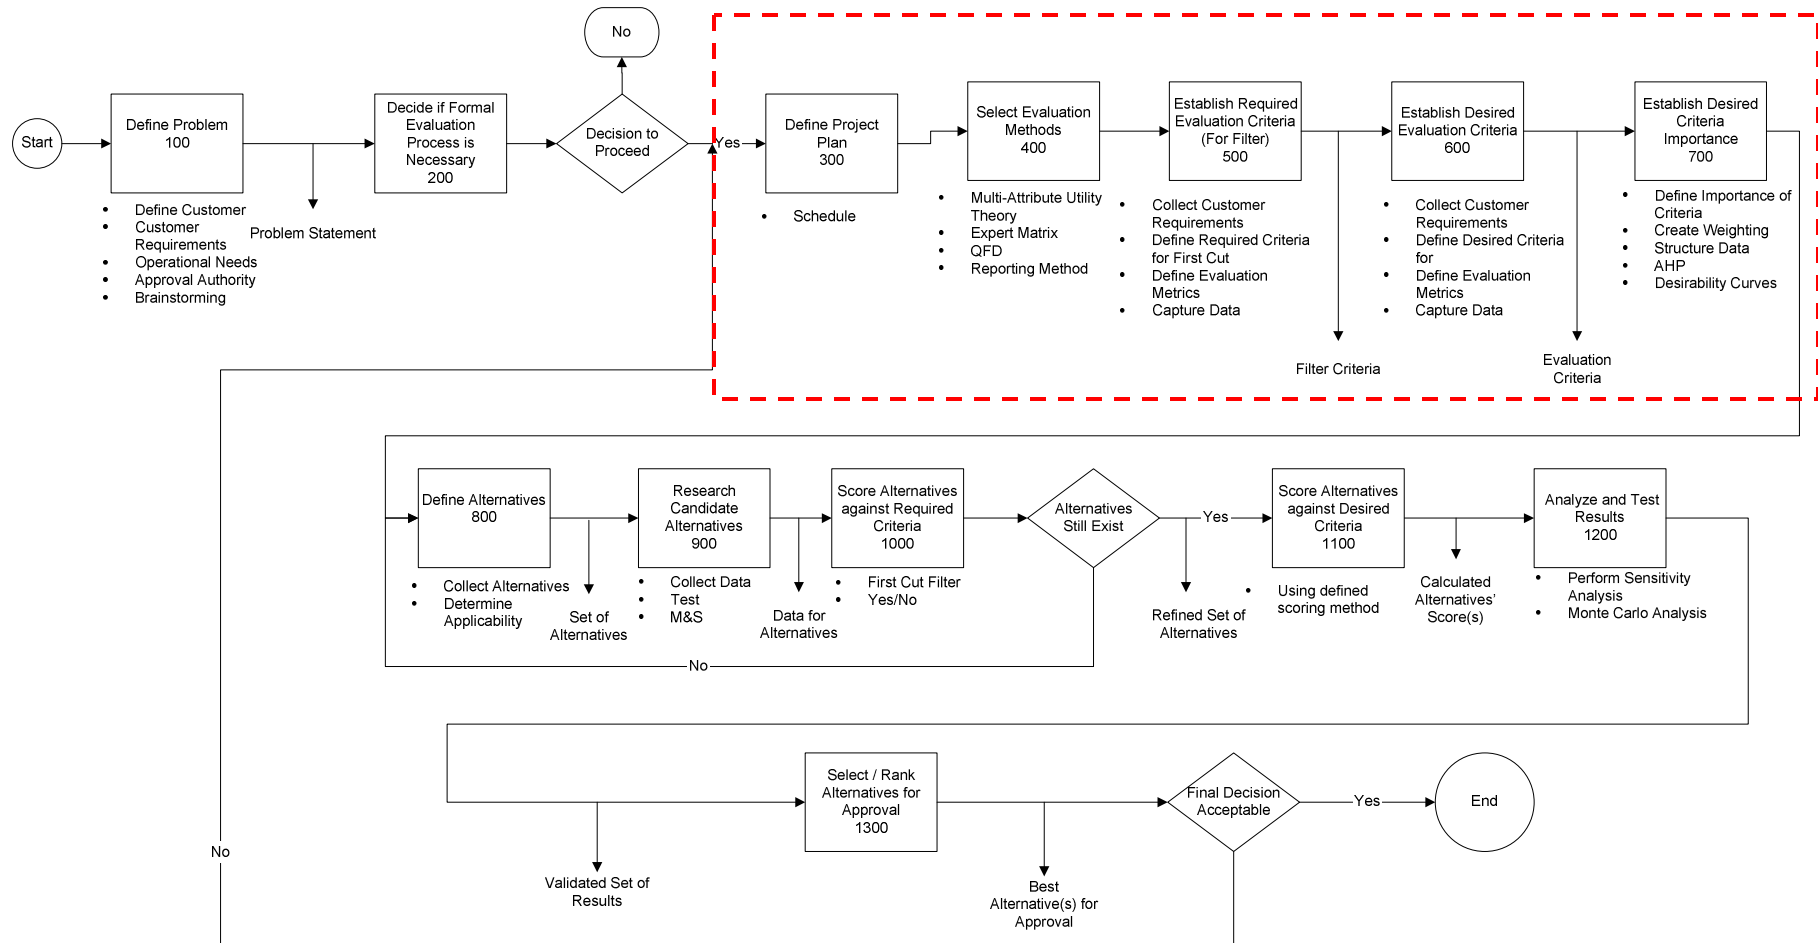 No
Start
Define Problem
100
Decide if Formal
Evaluation
Process is
Necessary
200
Decision to
Proceed
Yes
Define Project
Plan
300
Select Evaluation
Methods
400
Establish Required
Evaluation Criteria
(For Filter)
500
Establish Desired
Evaluation Criteria
600
Establish Desired
Criteria
Importance
700
• Define Customer
• Customer
Requirements
• Operational Needs
• Approval Authority
• Brainstorming
Problem Statement
• Schedule
• Multi-Attribute Utility
Theory
• Expert Matrix
• QFD
• Reporting Method
• Collect Customer
Requirements
• Define Required Criteria
for First Cut
• Define Evaluation
Metrics
• Capture Data
Filter Criteria
• Collect Customer
Requirements
• Define Desired Criteria
for
• Define Evaluation
Metrics
• Capture Data
Evaluation
Criteria
• Define Importance of
Criteria
• Create Weighting
• Structure Data
• AHP
• Desirability Curves
Define Alternatives
800
Research
Candidate
Alternatives
900
Score Alternatives
against Required
Criteria
1000
Alternatives
Still Exist
Yes
Score Alternatives
against Desired
Criteria
1100
Analyze and Test
Results
1200
• Collect Alternatives
• Determine
Applicability
Set of
Alternatives
• Collect Data
• Test
• M&S
Data for
Alternatives
• First Cut Filter
• Yes/No
Refined Set of
Alternatives
• Using defined
scoring method
Calculated
Alternatives’
Score(s)
• Perform Sensitivity
Analysis
• Monte Carlo Analysis
No
Select / Rank
Alternatives for
Approval
1300
Final Decision
Acceptable
Yes
End
No
Validated Set of
Results
Best
Alternative(s) for
Approval